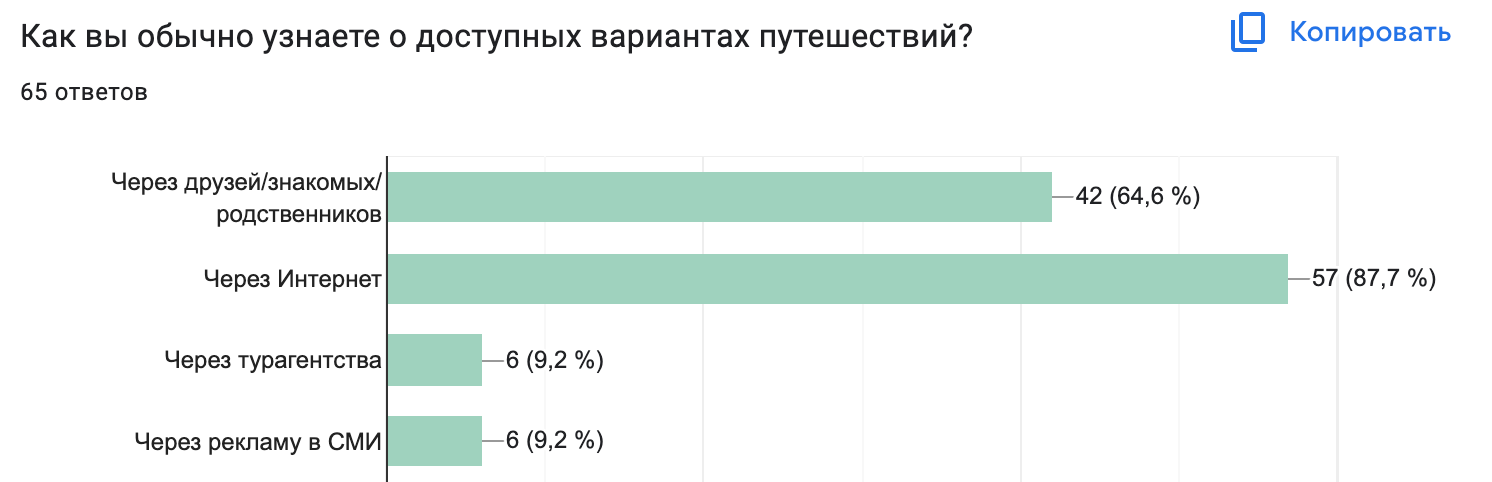 Как вы обычно узнаете о доступных вариантах путешествий?
Копировать
65 ответов
Через друзей/знакомых/
родственников
42 (64,6 %)
Через Интернет
57 (87,7 %)
Через турагентства
6 (9,2 %)
Через рекламу в СМИ
6 (9,2 %)